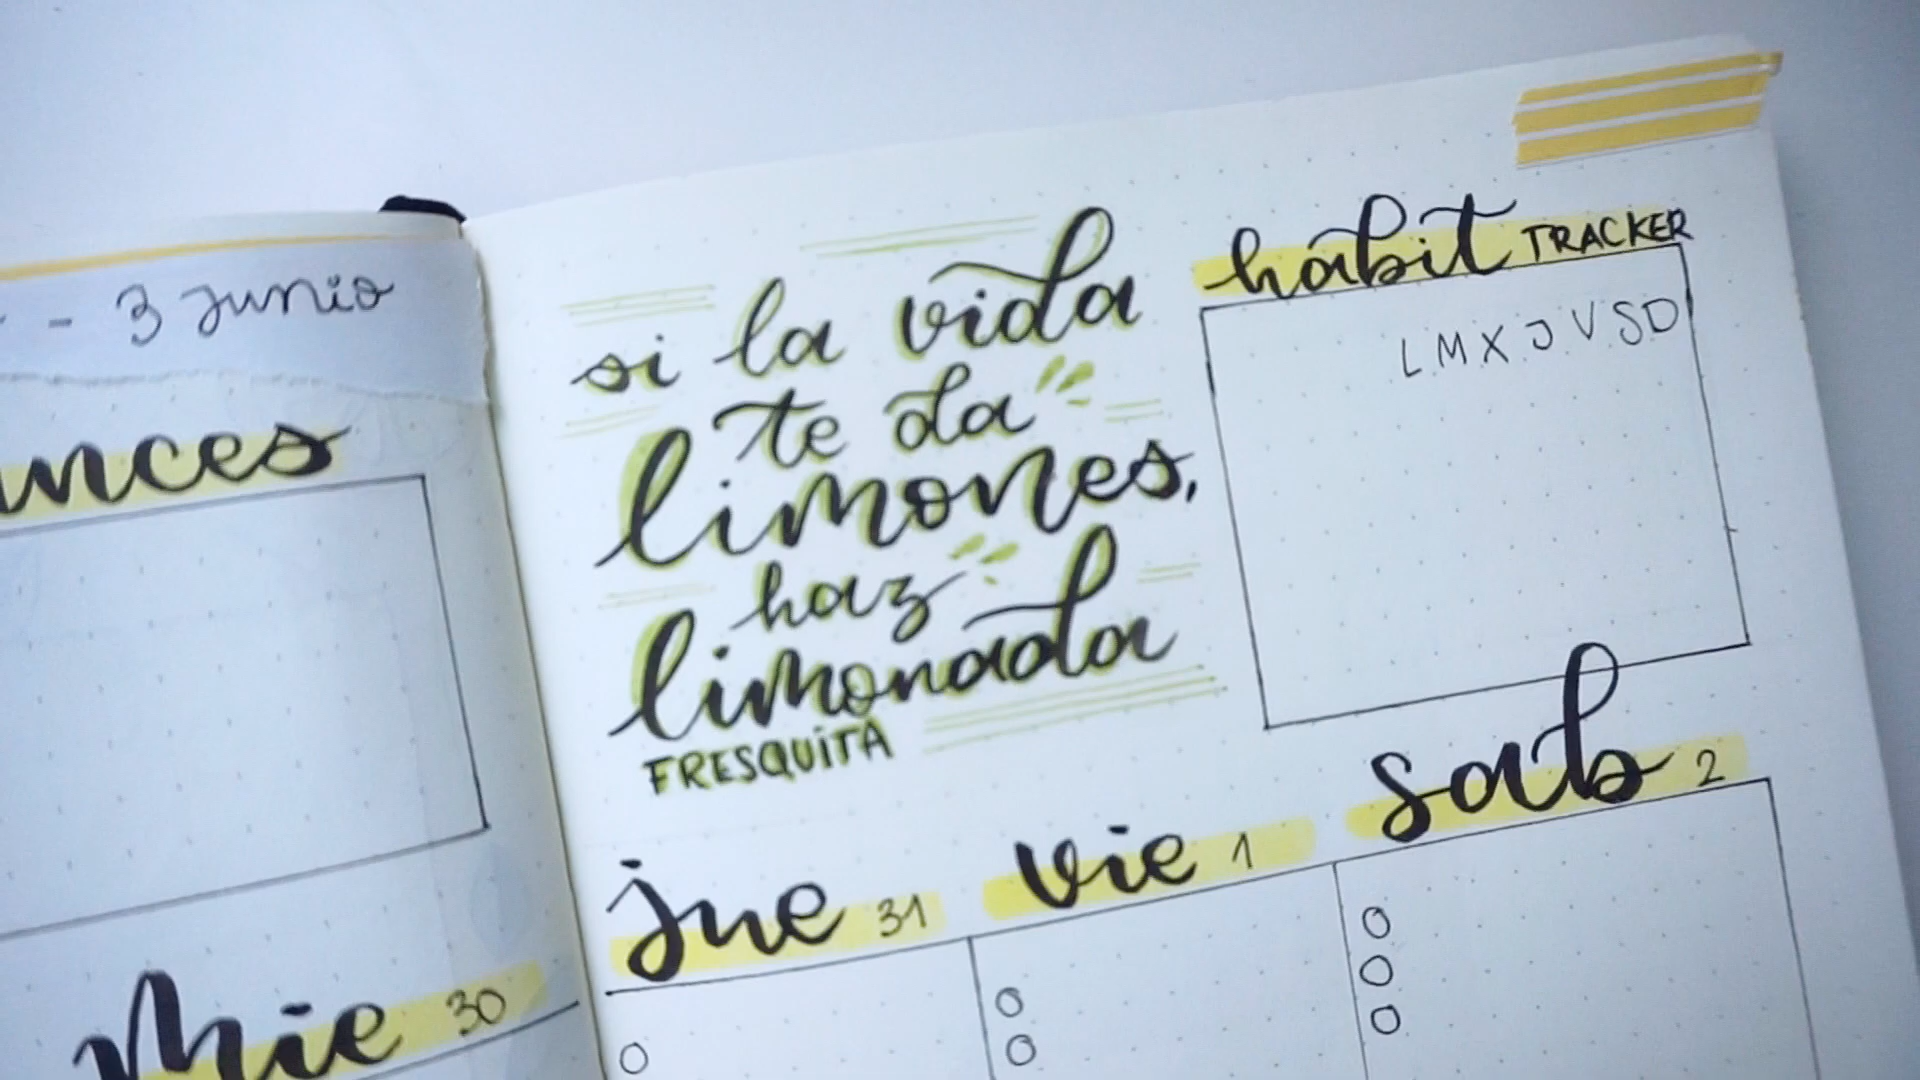 - 3 junio
mie 30
si la vida
te da
limones,
haz
limonada
FRESQUITA
habit TRACKER
L M X J V S D
jue 31
vie 1
sab 2